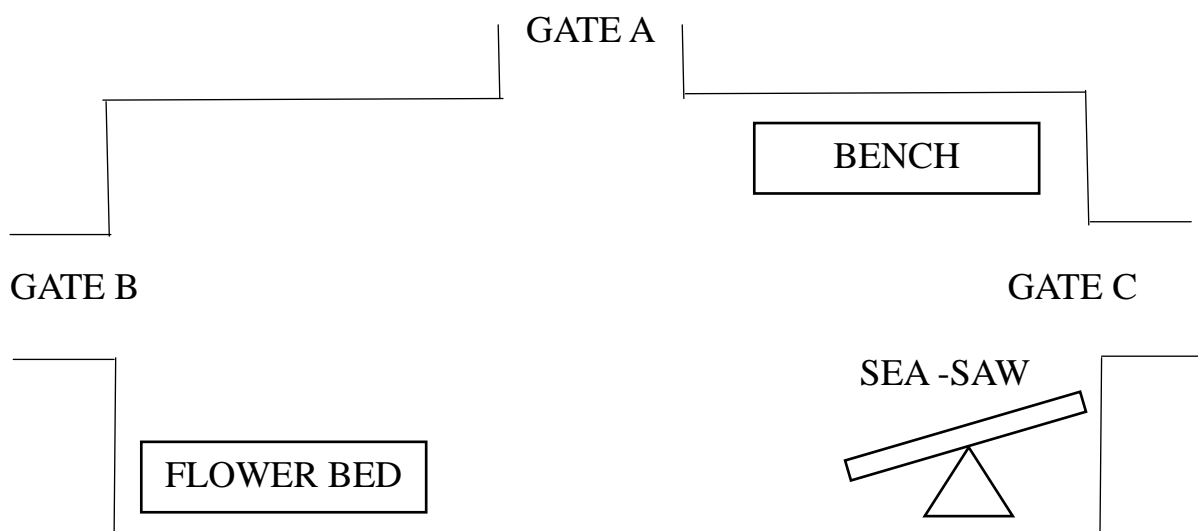 GATE A
BENCH
GATE B
GATE C
SEA -SAW
FLOWER BED